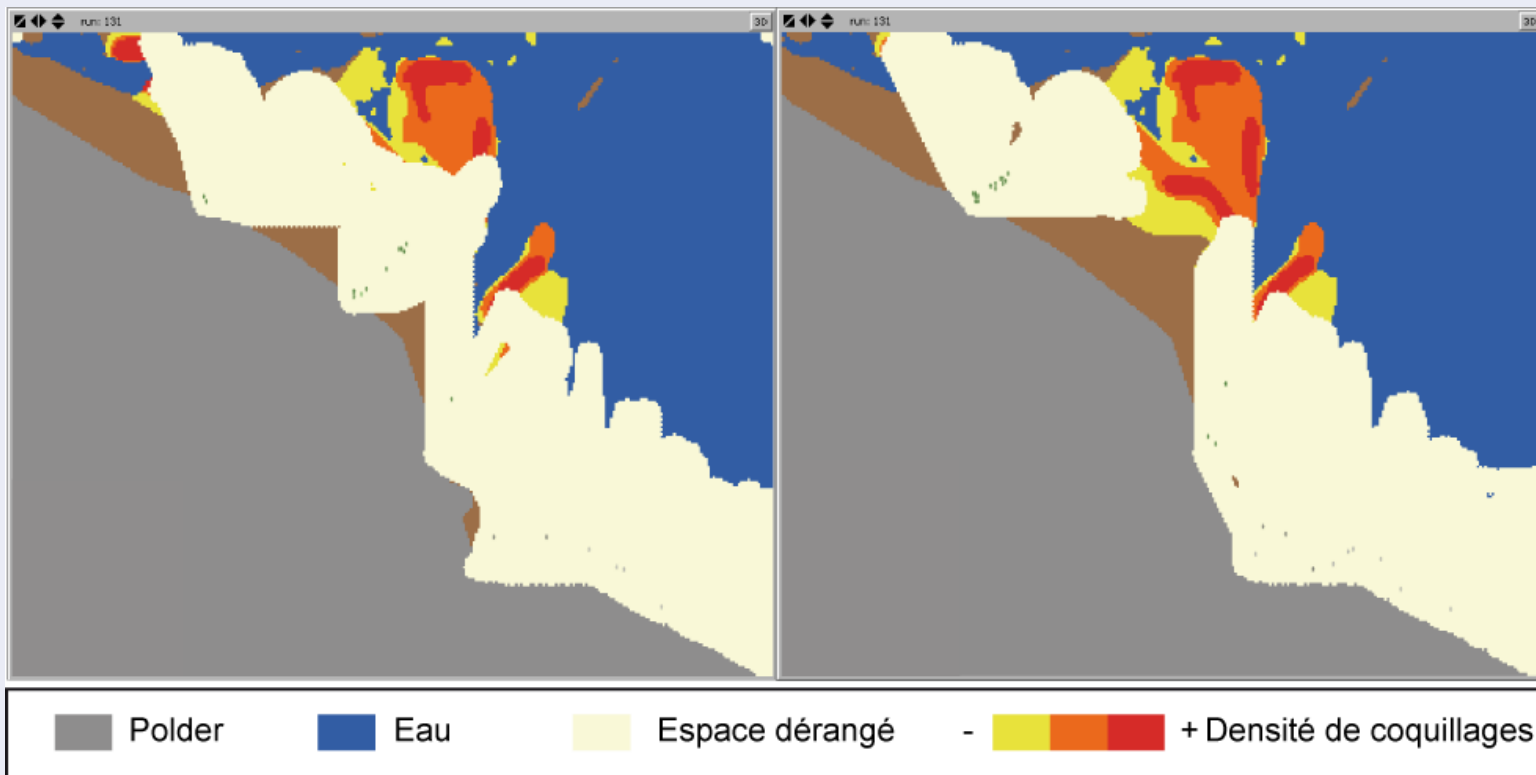 run: 131
3D
run: 131
3D
Polder
Eau
Espace dérangé
- + Densité de coquillages